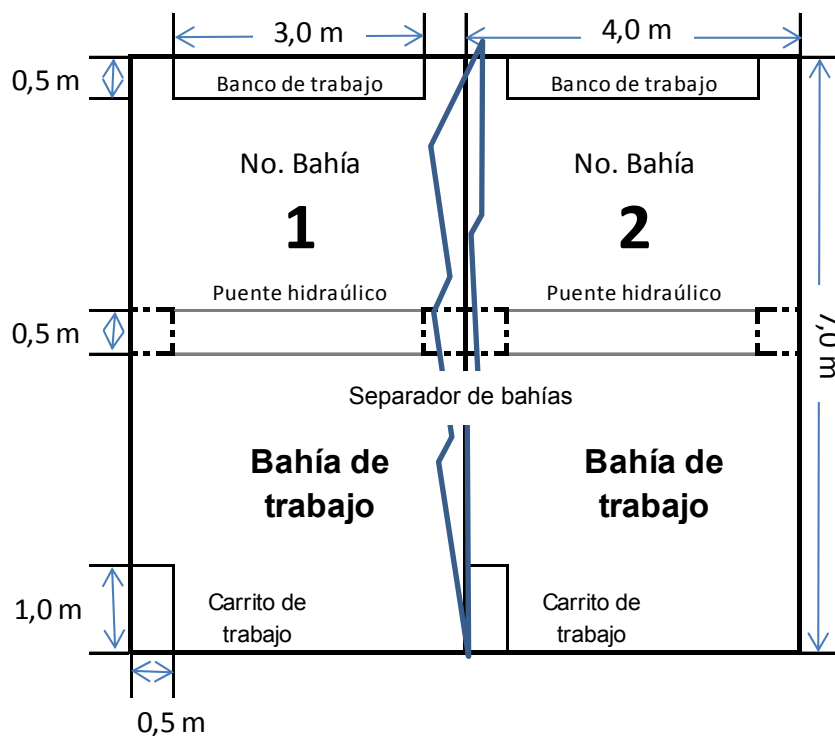 3,0 m
4,0 m
0,5 m
Banco de trabajo
Banco de trabajo
No. Bahía
No. Bahía
1
2
Puente hidraúlico
Puente hidraúlico
0,5 m
7,0 m
Separador de bahías
Bahía de
trabajo
Bahía de
trabajo
1,0 m
Carrito de
trabajo
Carrito de
trabajo
0,5 m